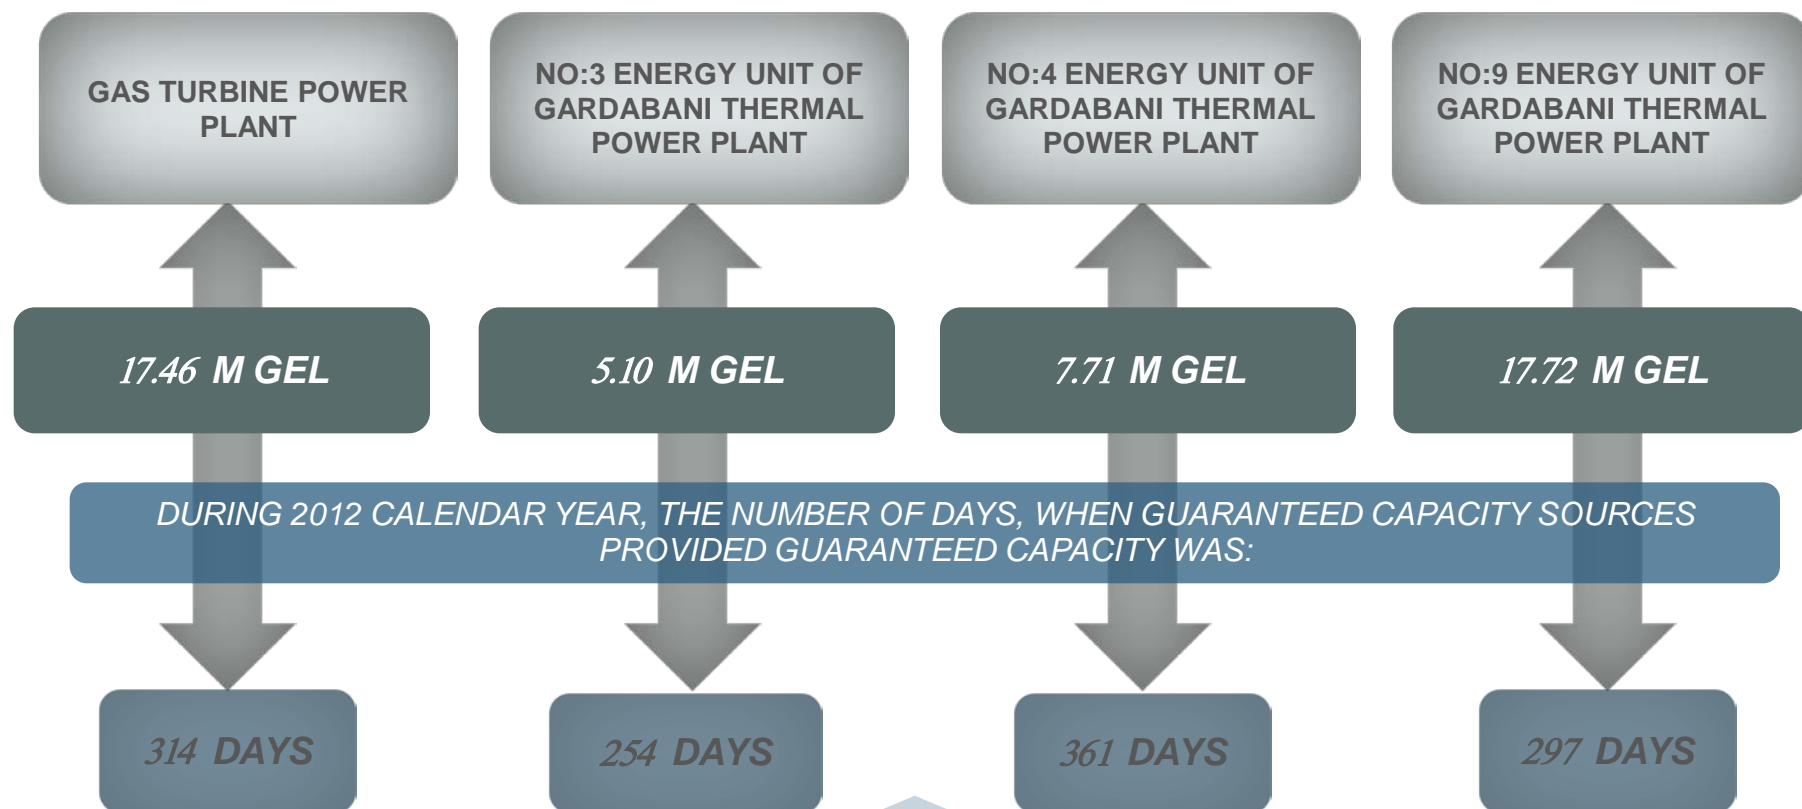 GAS TURBINE POWER
PLANT
NO:3 ENERGY UNIT OF
GARDABANI THERMAL
POWER PLANT
NO:4 ENERGY UNIT OF
GARDABANI THERMAL
POWER PLANT
NO:9 ENERGY UNIT OF
GARDABANI THERMAL
POWER PLANT
17.46 M GEL
5.10 M GEL
7.71 M GEL
17.72 M GEL
DURING 2012 CALENDAR YEAR, THE NUMBER OF DAYS, WHEN GUARANTEED CAPACITY SOURCES
PROVIDED GUARANTEED CAPACITY WAS:
314 DAYS
254 DAYS
361 DAYS
297 DAYS